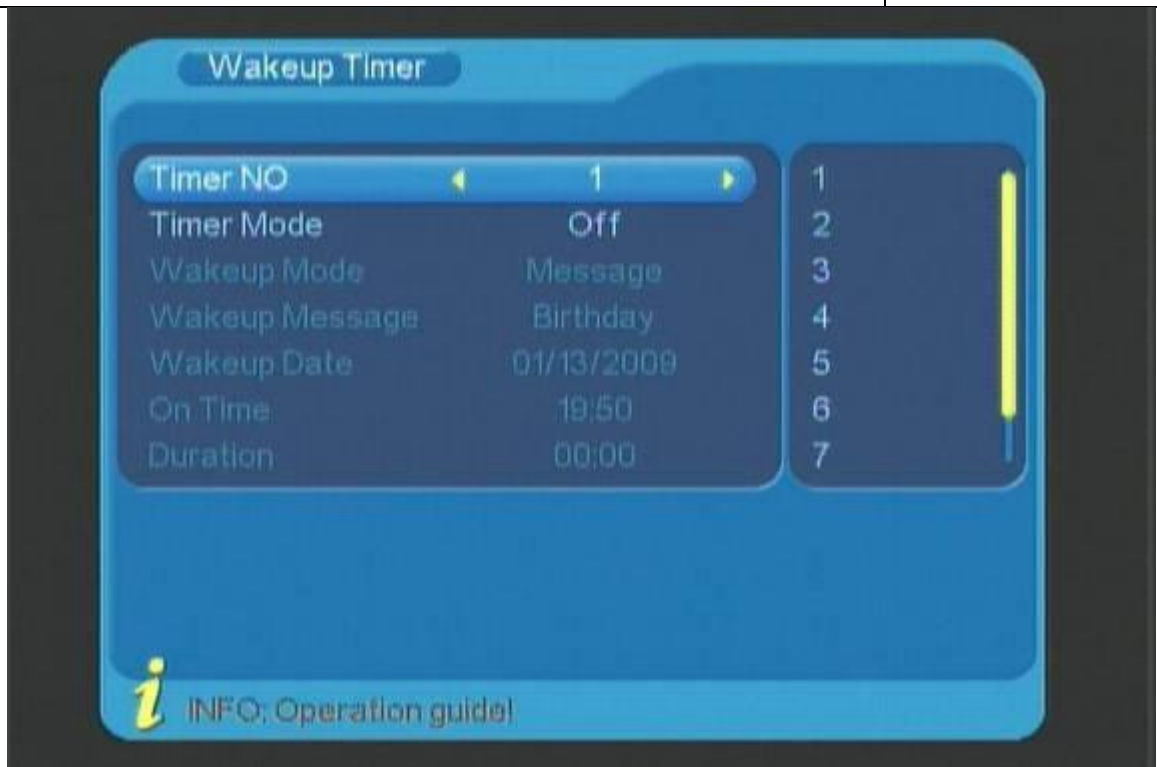 Wakeup Timer
Timer NO 1
Timer Mode Off
Wakeup Mode Message
Wakeup Message Birthday
Wakeup Date 01/13/2009
On Time 19:50
Duration 00:00
1
2
3
4
5
6
7
INFO: Operation guide!